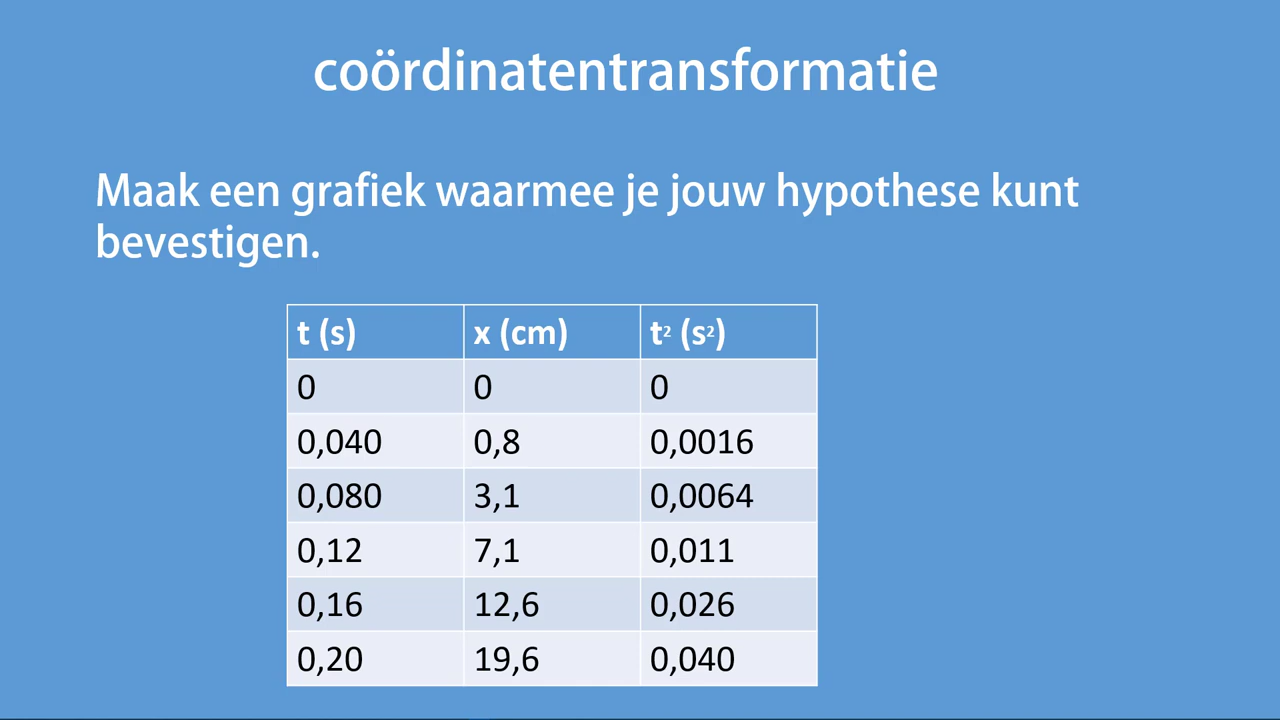 coördinatentransformatie
Maak een grafiek waarmee je jouw hypothese kunt
bevestigen.
t (s) x (cm) t² (s²)
0 0 0
0,040 0,8 0,0016
0,080 3,1 0,0064
0,12 7,1 0,011
0,16 12,6 0,026
0,20 19,6 0,040